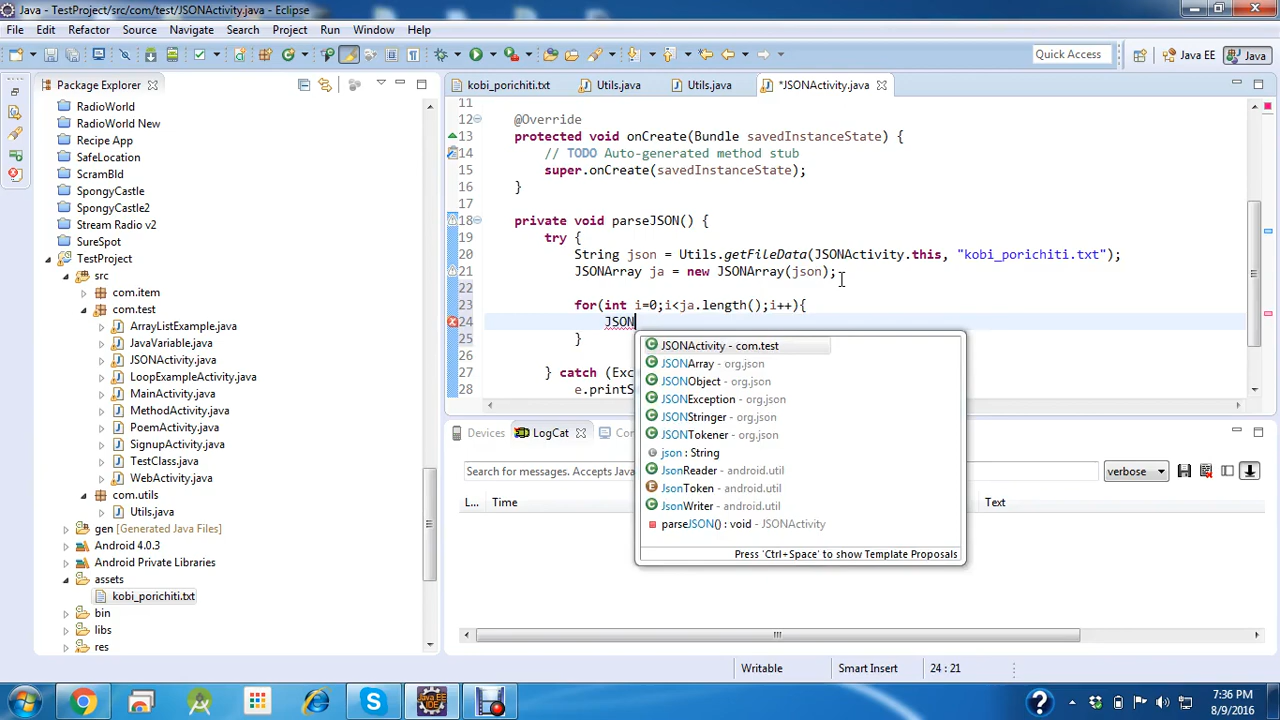 Java - TestProject/src/com/test/JSONActivity.java - Eclipse
File Edit Refactor Source Navigate Search Project Run Window Help
Quick Access Java EE Java
Package Explorer
RadioWorld
RadioWorld New
Recipe App
SafeLocation
ScramBld
SpongyCastle
SpongyCastle2
Stream Radio v2
SureSpot
TestProject
src
com.item
com.test
ArrayListExample.java
JavaVariable.java
JSONActivity.java
LoopExampleActivity.java
MainActivity.java
MethodActivity.java
PoemActivity.java
SignupActivity.java
TestClass.java
WebActivity.java
com.utils
Utils.java
gen [Generated Java Files]
Android 4.0.3
Android Private Libraries
assets
kobi_porichiti.txt
bin
libs
res
kobi_porichiti.txt Utils.java Utils.java *JSONActivity.java
11
12 @Override
13 protected void onCreate(Bundle savedInstanceState) {
14 // TODO Auto-generated method stub
15 super.onCreate(savedInstanceState);
16 }
18 private void parseJSON() {
19 try {
20 String json = Utils.getFileData(JSONActivity.this, "kobi_porichiti.txt");
21 JSONArray ja = new JSONArray(json);
22
23 for(int i=0;i<ja.length();i++){
24 JSON
25 }
26
27 } catch (Exc
28 e.printS
JSONActivity - com.test
JSONArray - org.json
JSONObject - org.json
JSONException - org.json
JSONStringer - org.json
JSONTokener - org.json
json : String
JsonReader - android.util
JsonToken - android.util
JsonWriter - android.util
parseJSON() : void - JSONActivity
Press 'Ctrl+Space' to show Template Proposals
Devices LogCat Con
Search for messages. Accepts Java verbose
L... Time Text
Writable Smart Insert 24 : 21
7:36 PM
8/9/2016